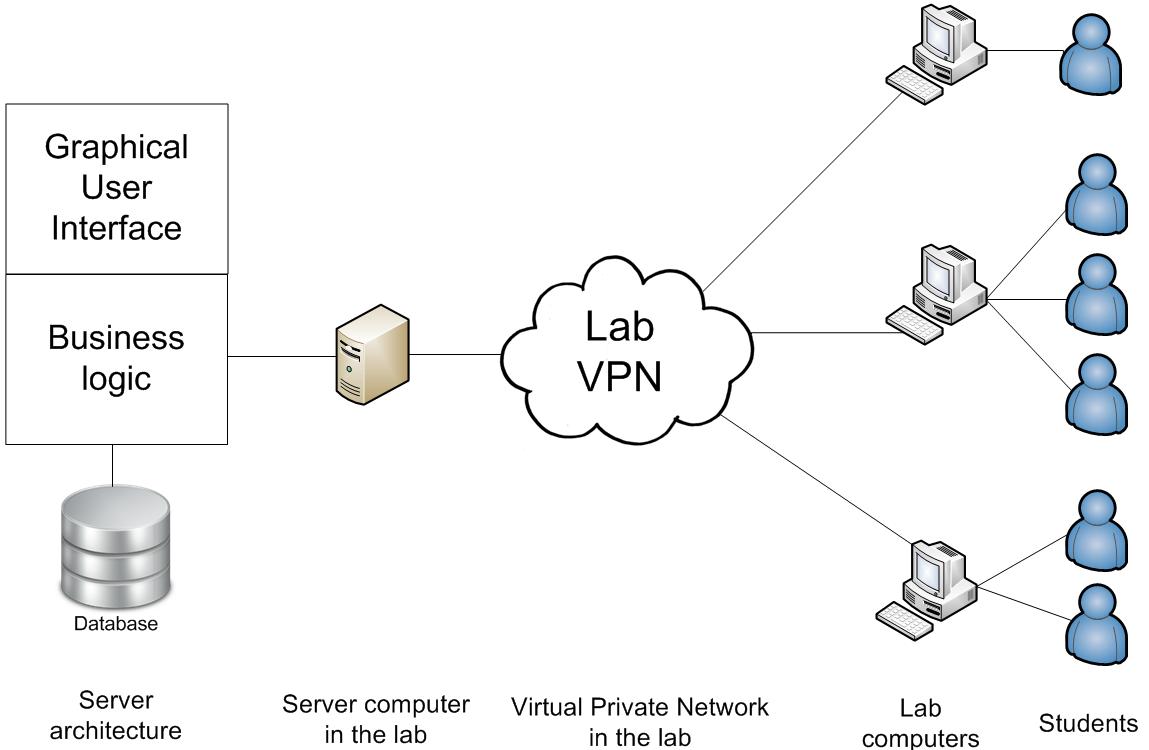 Graphical
User
Interface
Business
logic
Database
Lab
VPN
Server
architecture
Server computer
in the lab
Virtual Private Network
in the lab
Lab
computers
Students